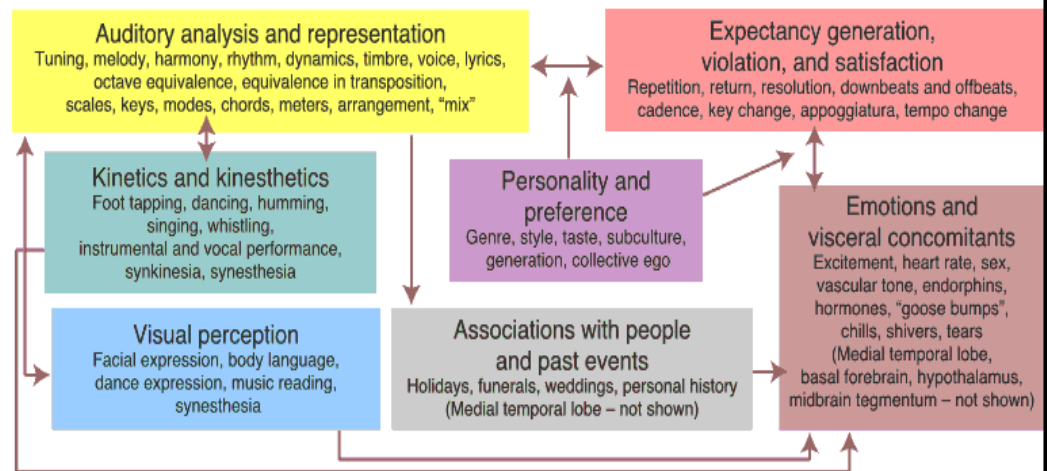 Auditory analysis and representation
Tuning, melody, harmony, rhythm, dynamics, timbre, voice, lyrics,
octave equivalence, equivalence in transposition,
scales, keys, modes, chords, meters, arrangement, “mix”
Expectancy generation,
violation, and satisfaction
Repetition, return, resolution, downbeats and offbeats,
cadence, key change, appoggiatura, tempo change
Kinetics and kinesthetics
Foot tapping, dancing, humming,
singing, whistling,
instrumental and vocal performance,
synkinesia, synesthesia
Personality and
preference
Genre, style, taste, subculture,
generation, collective ego
Emotions and
visceral concomitants
Excitement, heart rate, sex,
vascular tone, endorphins,
hormones, “goose bumps”,
chills, shivers, tears
(Medial temporal lobe,
basal forebrain, hypothalamus,
midbrain tegmentum – not shown)
Visual perception
Facial expression, body language,
dance expression, music reading,
synesthesia
Associations with people
and past events
Holidays, funerals, weddings, personal history
(Medial temporal lobe – not shown)